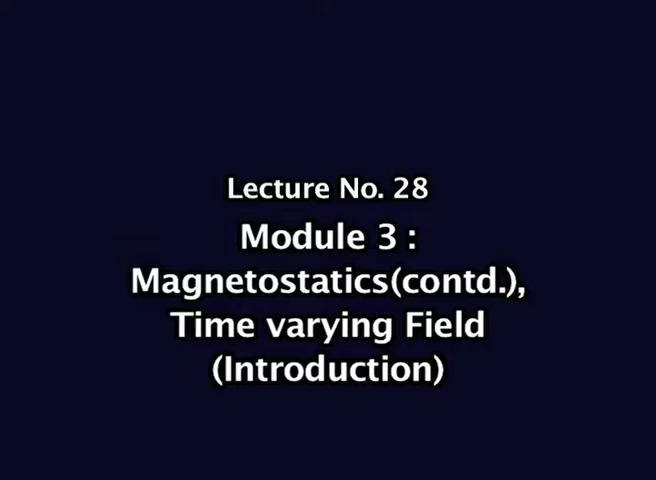 Lecture No. 28
Module 3 :
Magnetostatics(contd.),
Time varying Field
(Introduction)